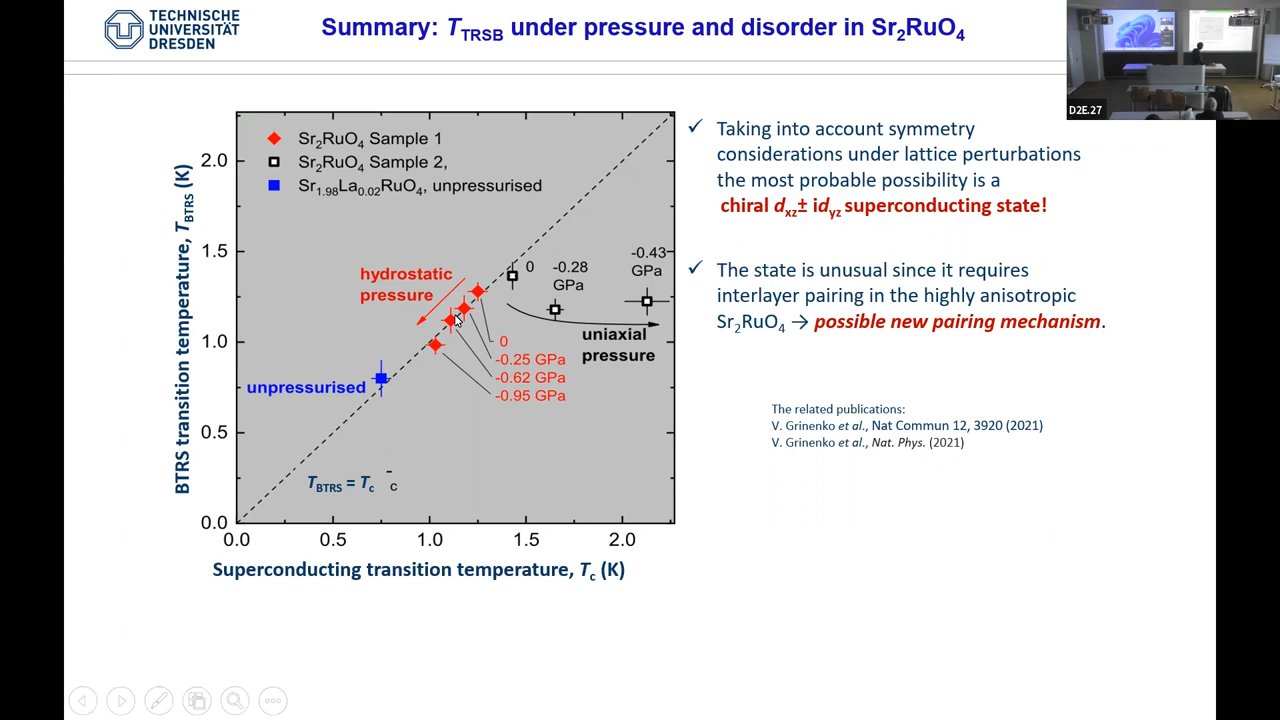 TECHNISCHE
UNIVERSITÄT
DRESDEN
Summary: T_TRSB under pressure and disorder in Sr₂RuO₄
D2E.27
Sr₂RuO₄ Sample 1
Sr₂RuO₄ Sample 2,
Sr₁.₉₈La₀.₀₂RuO₄, unpressurised
BTRS transition temperature, T_BTRS (K)
2.0
1.5
1.0
0.5
0.0
hydrostatic
pressure
0
-0.28
GPa
-0.43
GPa
uniaxial
pressure
0
-0.25 GPa
-0.62 GPa
-0.95 GPa
unpressurised
T_BTRS = T_c
c
0.0 0.5 1.0 1.5 2.0
Superconducting transition temperature, T_c (K)
✓ Taking into account symmetry
considerations under lattice perturbations
the most probable possibility is a
chiral d_xz± id_yz superconducting state!
✓ The state is unusual since it requires
interlayer pairing in the highly anisotropic
Sr₂RuO₄ → possible new pairing mechanism.
The related publications:
V. Grinenko et al., Nat Commun 12, 3920 (2021)
V. Grinenko et al., Nat. Phys. (2021)